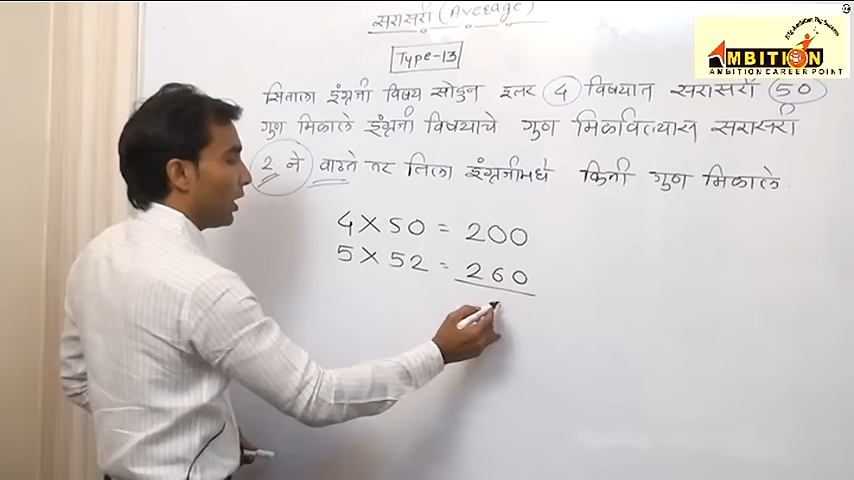 सरासरी (Average)
Type-13
सिताला इंग्रजी विषय सोडुन इतर 4 विषयात सरासरी 50
गुण मिळाले इंग्रजी विषयाचे गुण मिळविल्यास सरासरी
2 ने वाढते तर तिला इंग्रजीमधे किती गुण मिळाले.
4 X 50 = 200
5 X 52 = 260
AMBITION
AMBITION CAREER POINT